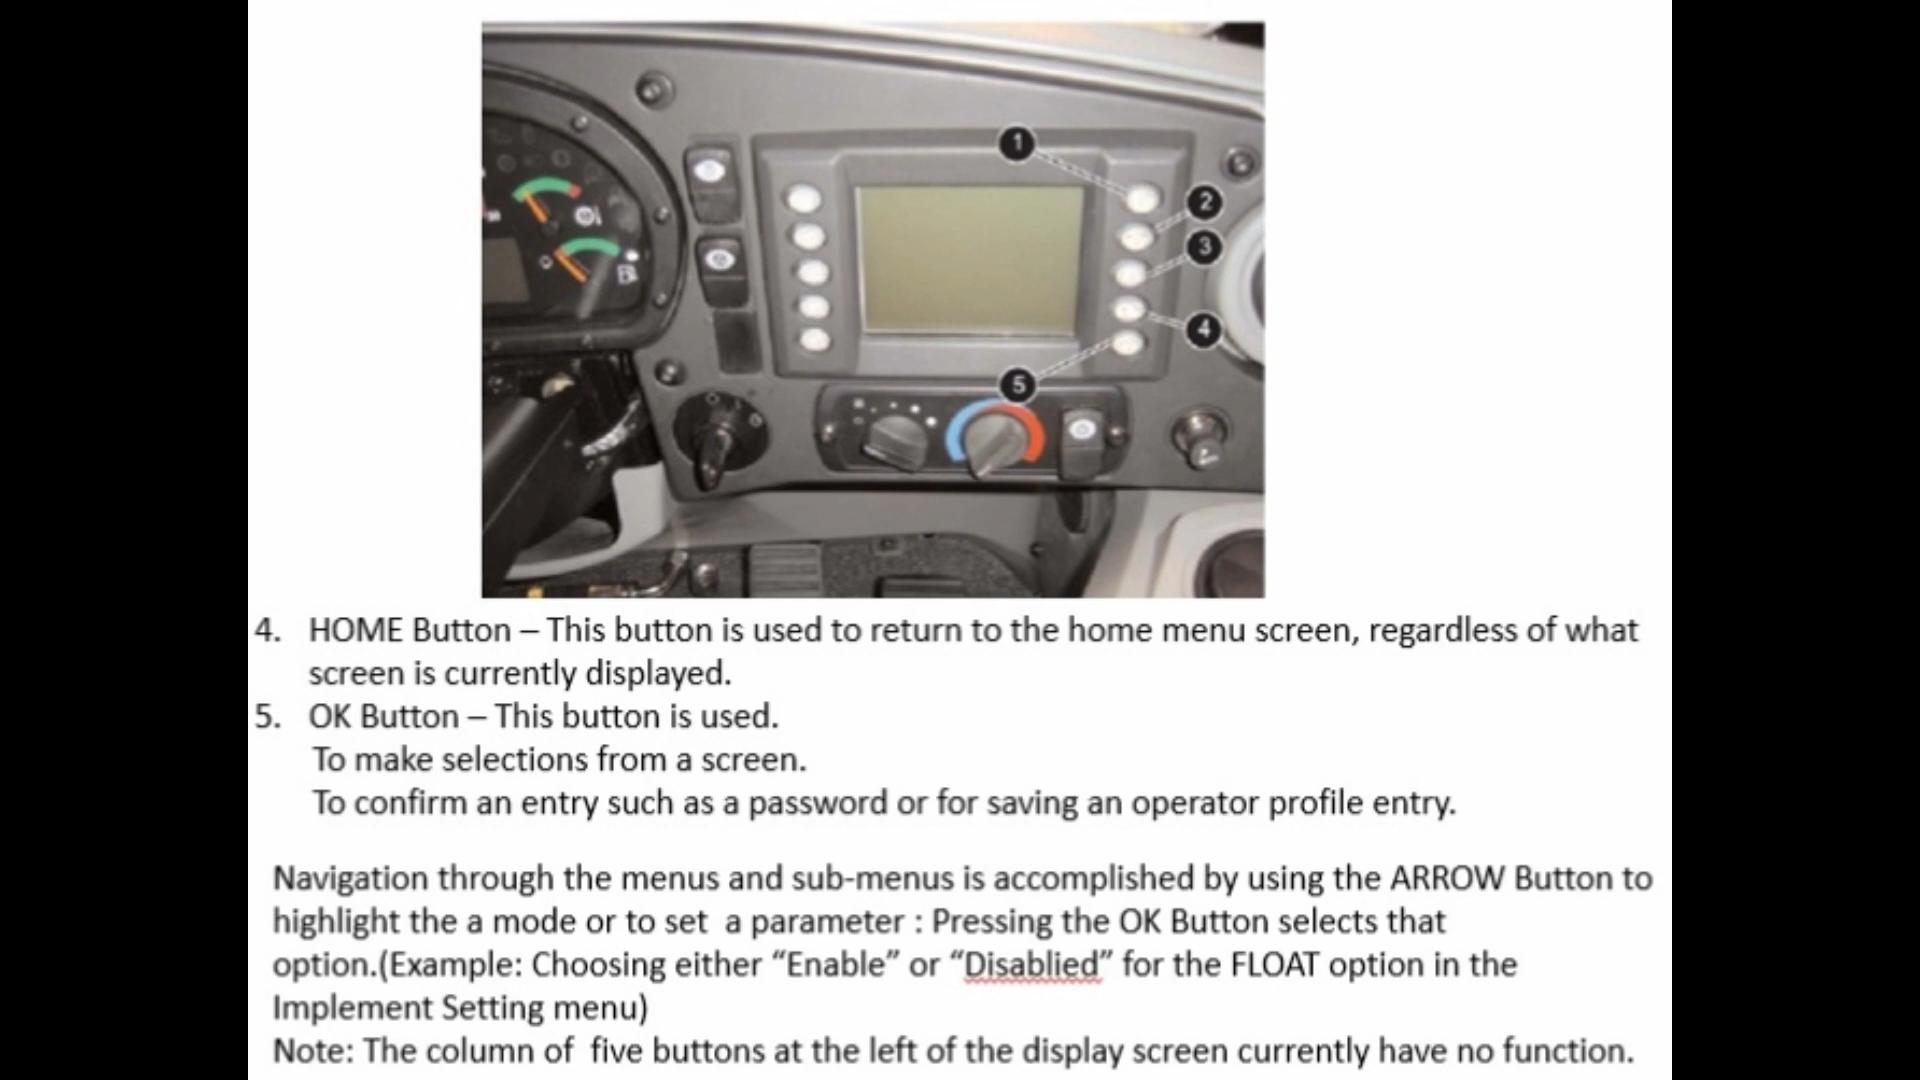 1
2
3
4
5
4. HOME Button – This button is used to return to the home menu screen, regardless of what
screen is currently displayed.
5. OK Button – This button is used.
To make selections from a screen.
To confirm an entry such as a password or for saving an operator profile entry.
Navigation through the menus and sub-menus is accomplished by using the ARROW Button to
highlight the a mode or to set a parameter : Pressing the OK Button selects that
option.(Example: Choosing either “Enable” or “Disablied” for the FLOAT option in the
Implement Setting menu)
Note: The column of five buttons at the left of the display screen currently have no function.